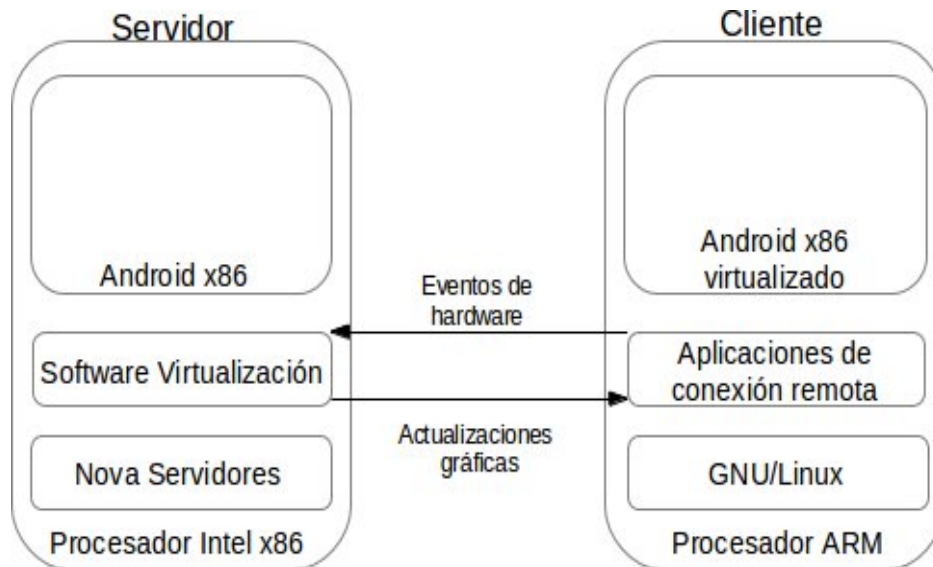 Servidor
Cliente
Android x86
Android x86
virtualizado
Eventos de
hardware
Software Virtualización
Aplicaciones de
conexión remota
Actualizaciones
gráficas
Nova Servidores
GNU/Linux
Procesador Intel x86
Procesador ARM